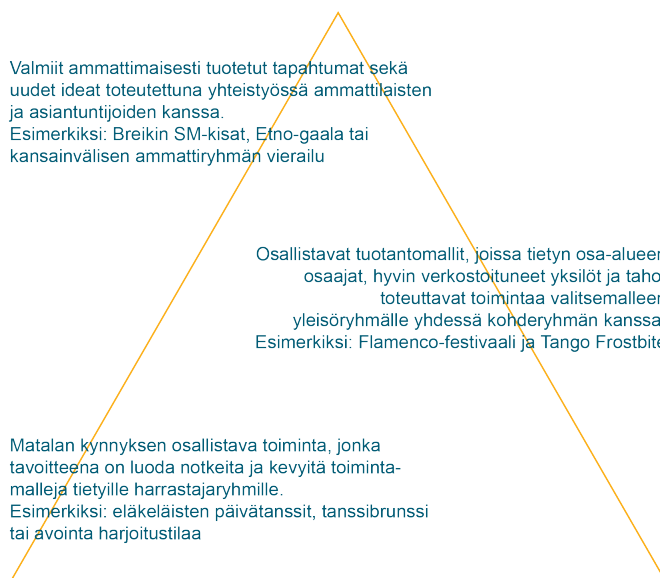 Valmiit ammattimaisesti tuotetut tapahtumat sekä
uudet ideat toteutettuna yhteistyössä ammattilaisten
ja asiantuntijoiden kanssa.
Esimerkiksi: Breikin SM-kisat, Etno-gaala tai
kansainvälisen ammattiryhmän vierailu
Osallistavat tuotantomallit, joissa tietyn osa-alueen
osaajat, hyvin verkostoituneet yksilöt ja taho
toteuttavat toimintaa valitsemalleen
yleisöryhmälle yhdessä kohderyhmän kanssa
Esimerkiksi: Flamenco-festivaali ja Tango Frostbite
Matalan kynnyksen osallistava toiminta, jonka
tavoitteena on luoda notkeita ja kevyitä toiminta-
malleja tietyille harrastajaryhmille.
Esimerkiksi: eläkeläisten päivätanssit, tanssibrunssi
tai avointa harjoitustilaa